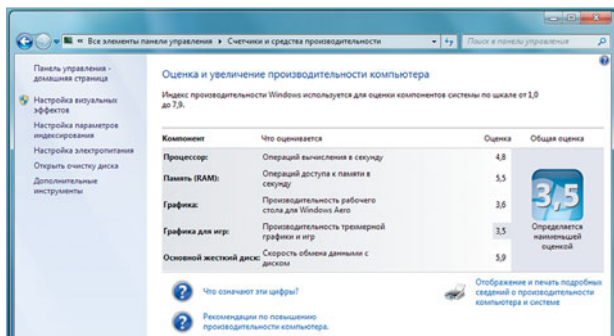 « Все элементы панели управления ▸ Счетчики и средства производительности
Поиск в панели управления
Панель управления -
домашняя страница
Настройка визуальных
эффектов
Настройка параметров
индексирования
Настройка электропитания
Открыть очистку диска
Дополнительные
инструменты
Оценка и увеличение производительности компьютера
Индекс производительности Windows используется для оценки компонентов системы по шкале от 1,0
до 7,9.
Компонент Что оценивается Оценка Общая оценка
Процессор: Операций вычисления в секунду 4,8
Память (RAM): Операций доступа к памяти в
секунду 5,5
Графика: Производительность рабочего
стола для Windows Aero 3,6
Графика для игр: Производительность трехмерной
графики и игр 3,5
Основной жесткий диск: Скорость обмена данными с
диском 5,9
3,5
Определяется
наименьшей
оценкой
Что означают эти цифры?
Рекомендации по повышению
производительности компьютера.
Отображение и печать подробных
сведений о производительности
компьютера и системе